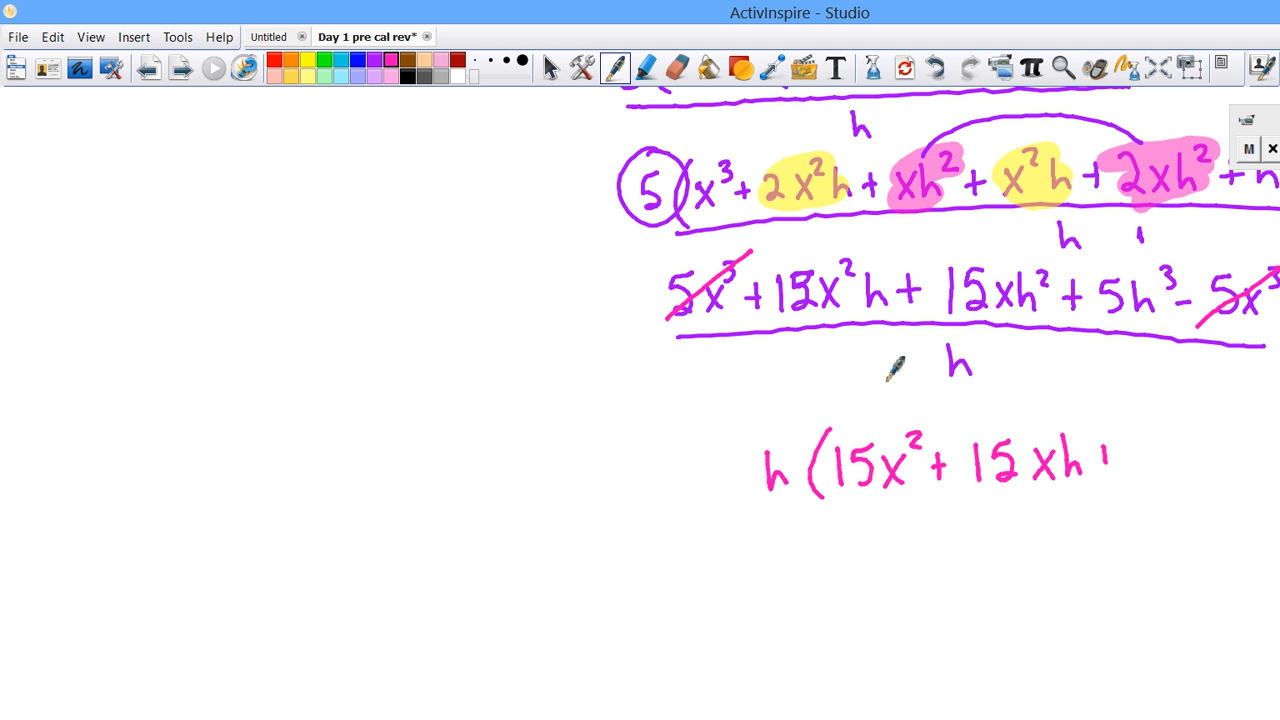 ActivInspire - Studio
File Edit View Insert Tools Help Untitled Day 1 pre cal rev*
h
5(x³ + 2x²h + xh² + x²h + 2xh² + h
M
h
5x³ + 15x²h + 15xh² + 5h³ - 5x³
h
h(15x² + 15xh +